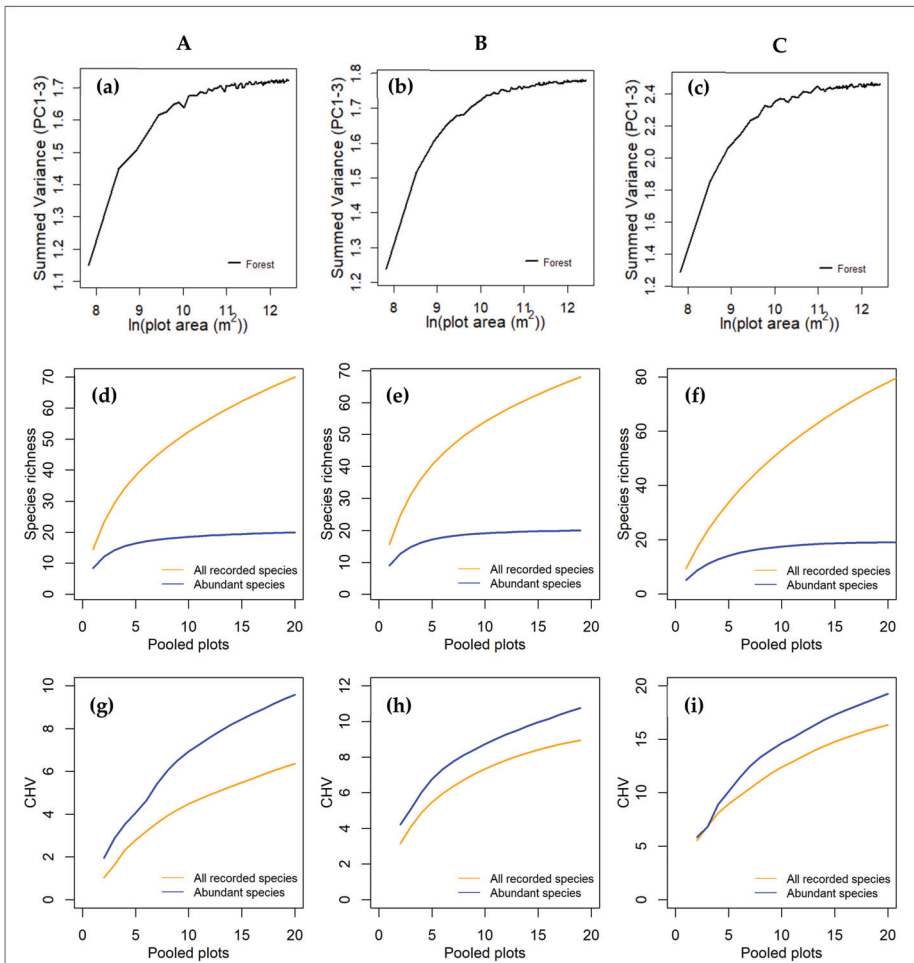 A
B
C
(a)
Summed Variance (PC1-3)
1.1 1.2 1.3 1.4 1.5 1.6 1.7
Forest
8 9 10 11 12
ln(plot area (m²))
(b)
Summed Variance (PC1-3)
1.2 1.3 1.4 1.5 1.6 1.7 1.8
Forest
8 9 10 11 12
ln(plot area (m²))
(c)
Summed Variance (PC1-3)
1.2 1.4 1.6 1.8 2.0 2.2 2.4
Forest
8 9 10 11 12
ln(plot area (m²))
(d)
Species richness
0 10 20 30 40 50 60 70
All recorded species
Abundant species
0 5 10 15 20
Pooled plots
(e)
Species richness
0 10 20 30 40 50 60 70
All recorded species
Abundant species
0 5 10 15 20
Pooled plots
(f)
Species richness
0 20 40 60 80
All recorded species
Abundant species
0 5 10 15 20
Pooled plots
(g)
CHV
0 2 4 6 8 10
All recorded species
Abundant species
0 5 10 15 20
Pooled plots
(h)
CHV
0 2 4 6 8 10 12
All recorded species
Abundant species
0 5 10 15 20
Pooled plots
(i)
CHV
0 5 10 15 20
All recorded species
Abundant species
0 5 10 15 20
Pooled plots